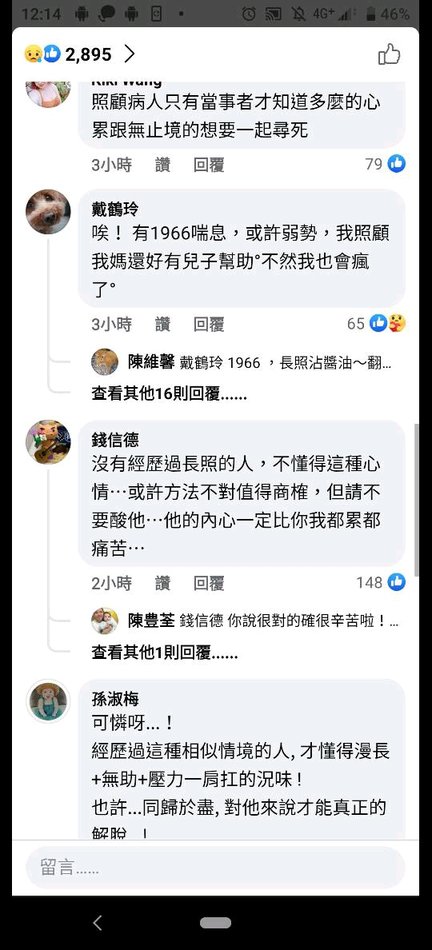 12:14
4G+
46%
2,895
Kiki Wang
照顧病人只有當事者才知道多麼的心
累跟無止境的想要一起尋死
3小時 讚 回覆 79
戴鶴玲
唉！ 有1966喘息，或許弱勢，我照顧
我媽還好有兒子幫助°不然我也會瘋
了°
3小時 讚 回覆 65
陳維馨 戴鶴玲 1966 ，長照沾醬油～翻...
查看其他16則回覆......
錢信德
沒有經歷過長照的人，不懂得這種心
情⋯或許方法不對值得商榷，但請不
要酸他⋯他的內心一定比你我都累都
痛苦⋯
2小時 讚 回覆 148
陳豊荃 錢信德 你說很對的確很辛苦啦！...
查看其他1則回覆......
孫淑梅
可憐呀...！
經歷過這種相似情境的人, 才懂得漫長
+無助+壓力一肩扛的況味 !
也許...同歸於盡, 對他來說才能真正的
解脫...!
留言......